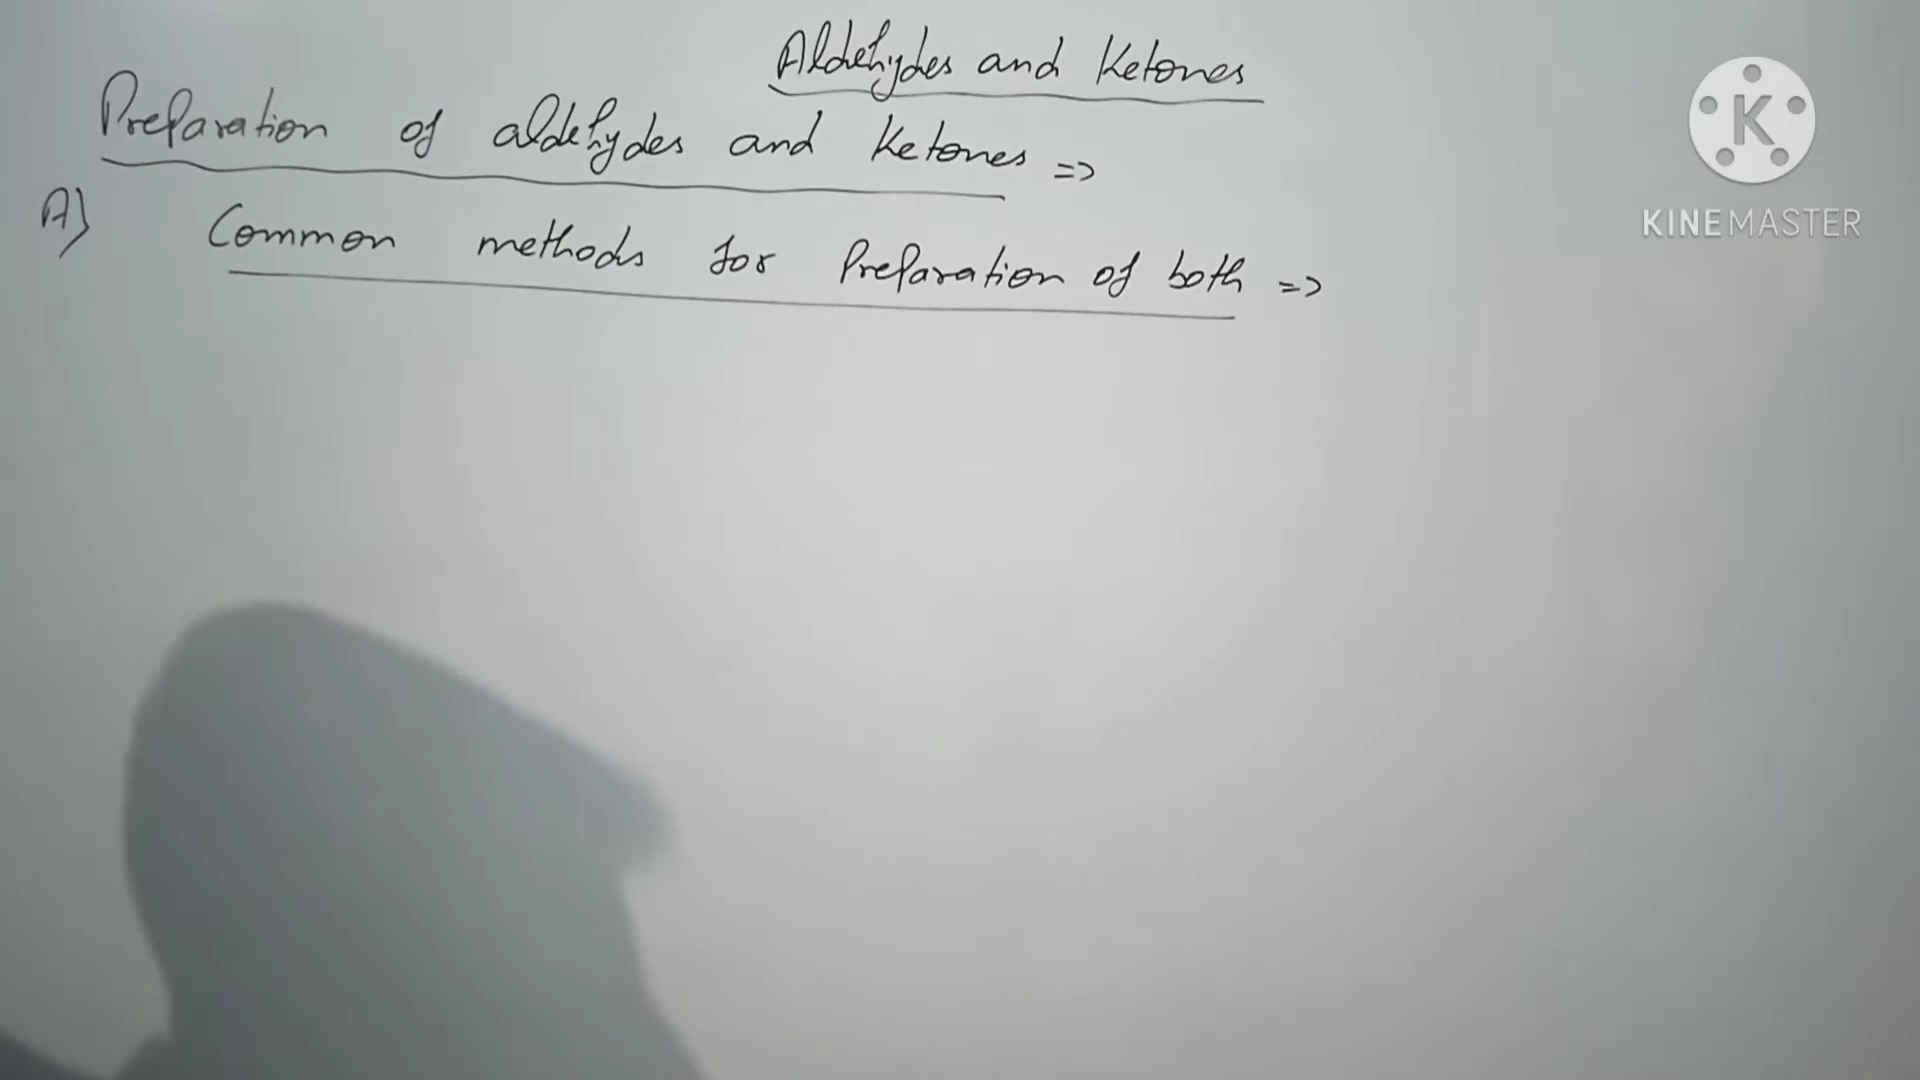 Aldehydes and Ketones
Preparation of aldehydes and Ketones =>
A) Common methods for Preparation of both =>
K
KINEMASTER